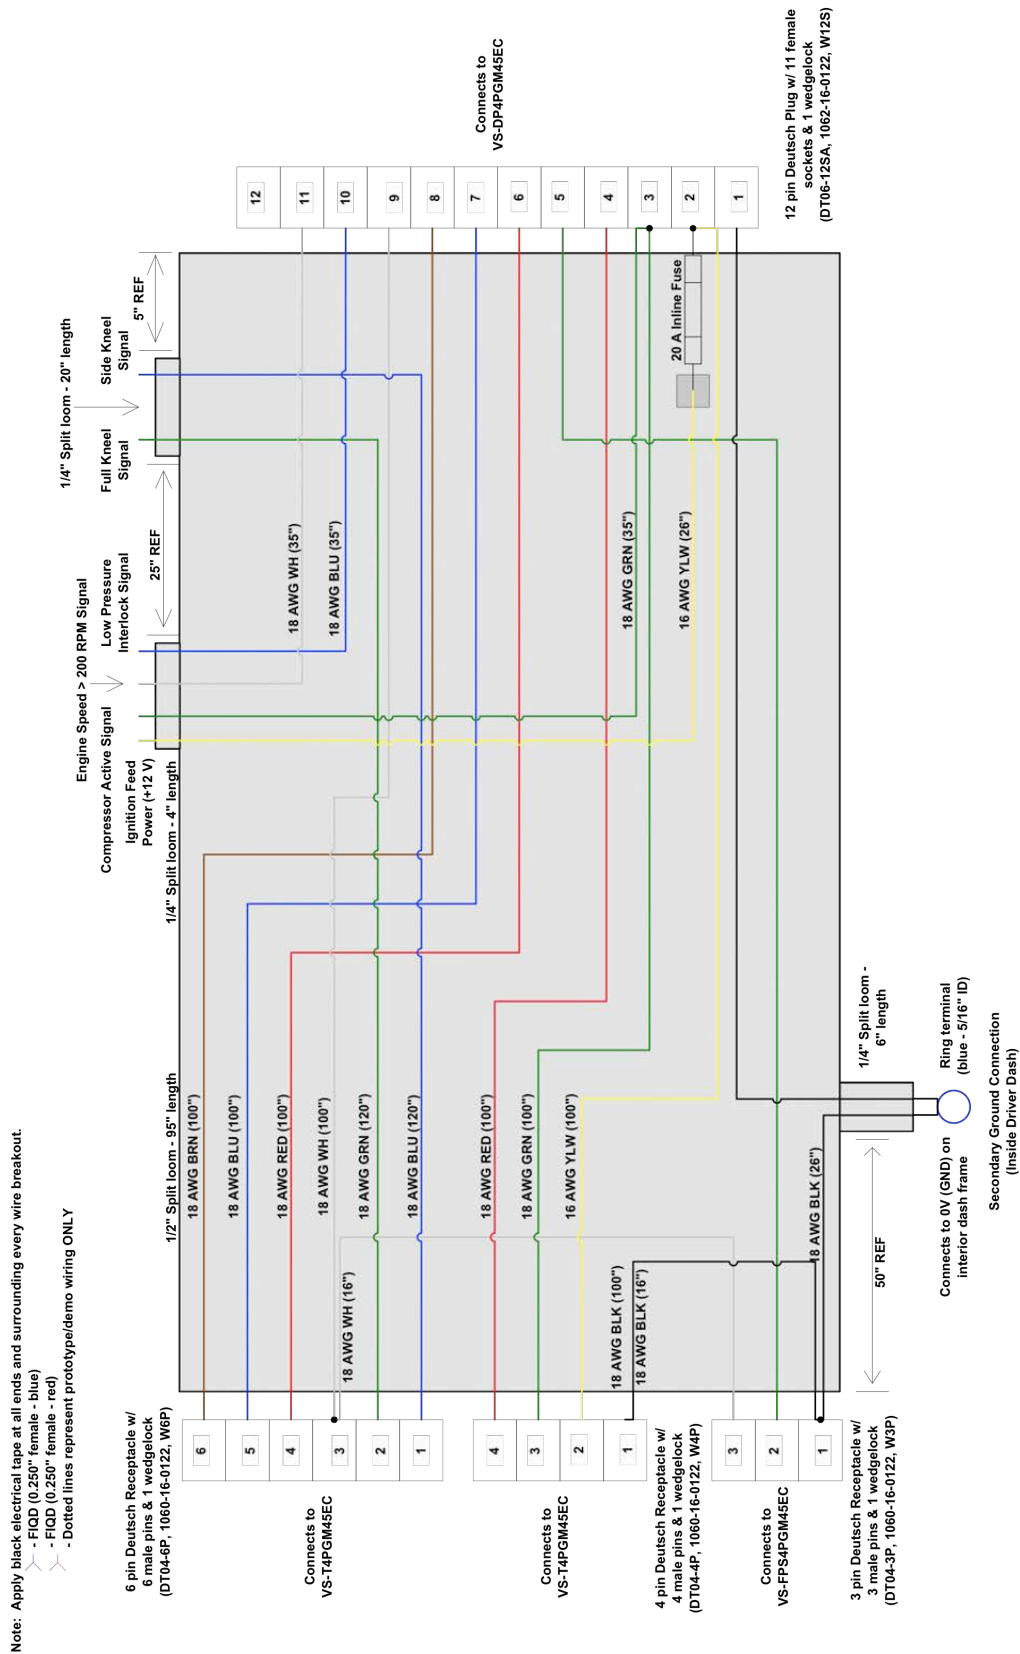 Note:  Apply black electrical tape at all ends and surrounding every wire breakout.
- FIQD (0.250" female - blue)
- FIQD (0.250" female - red)
- Dotted lines represent prototype/demo wiring ONLY
6 pin Deutsch Receptacle w/
6 male pins & 1 wedgelock
(DT04-6P, 1060-16-0122, W6P)
Connects to
VS-T4PGM45EC
6
5
4
3
2
1
4 pin Deutsch Receptacle w/
4 male pins & 1 wedgelock
(DT04-4P, 1060-16-0122, W4P)
Connects to
VS-T4PGM45EC
4
3
2
1
3 pin Deutsch Receptacle w/
3 male pins & 1 wedgelock
(DT04-3P, 1060-16-0122, W3P)
Connects to
VS-FPS4PGM45EC
3
2
1
1/2" Split loom - 95" length
18 AWG BRN (100")
18 AWG BLU (100")
18 AWG RED (100")
18 AWG WH (100")
18 AWG WH (16")
18 AWG GRN (120")
18 AWG BLU (120")
18 AWG RED (100")
18 AWG GRN (100")
16 AWG YLW (100")
18 AWG BLK (100")
18 AWG BLK (16")
18 AWG BLK (26")
50" REF
1/4" Split loom -
6" length
Ring terminal
(blue - 5/16" ID)
Connects to 0V (GND) on
interior dash frame
Secondary Ground Connection
(Inside Driver Dash)
1/4" Split loom - 4" length
Ignition Feed
Power (+12 V)
Compressor Active Signal
Engine Speed > 200 RPM Signal
Low Pressure
Interlock Signal
25" REF
1/4" Split loom - 20" length
Full Kneel
Signal
Side Kneel
Signal
5" REF
18 AWG WH (35")
18 AWG BLU (35")
18 AWG GRN (35")
16 AWG YLW (26")
20 A Inline Fuse
12
11
10
9
8
7
6
5
4
3
2
1
Connects to
VS-DP4PGM45EC
12 pin Deutsch Plug w/ 11 female
sockets & 1 wedgelock
(DT06-12SA, 1062-16-0122, W12S)